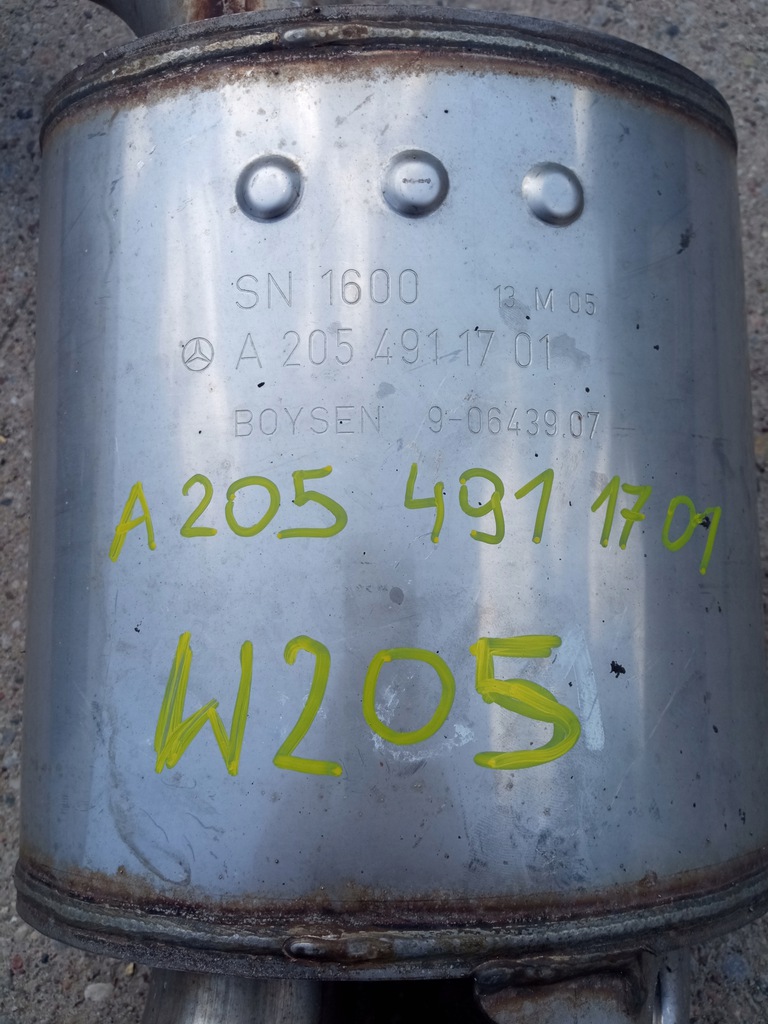 SN 1600 13 M 05
A 205 491 17 01
BOYSEN 9-06439.07
A 205 491 17 01
W205